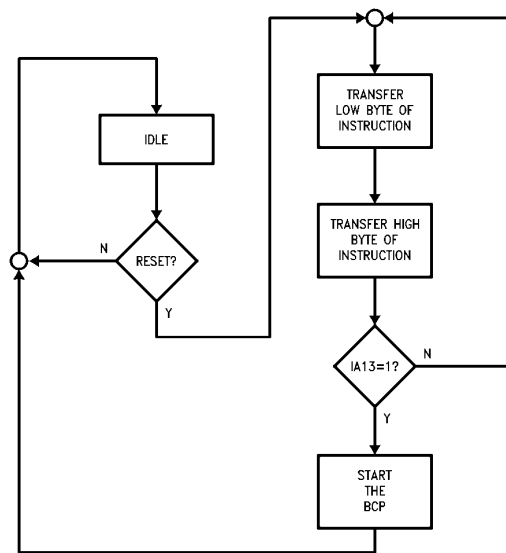 IDLE
RESET?
N
Y
TRANSFER
LOW BYTE OF
INSTRUCTION
TRANSFER HIGH
BYTE OF
INSTRUCTION
IA13=1?
N
Y
START
THE
BCP